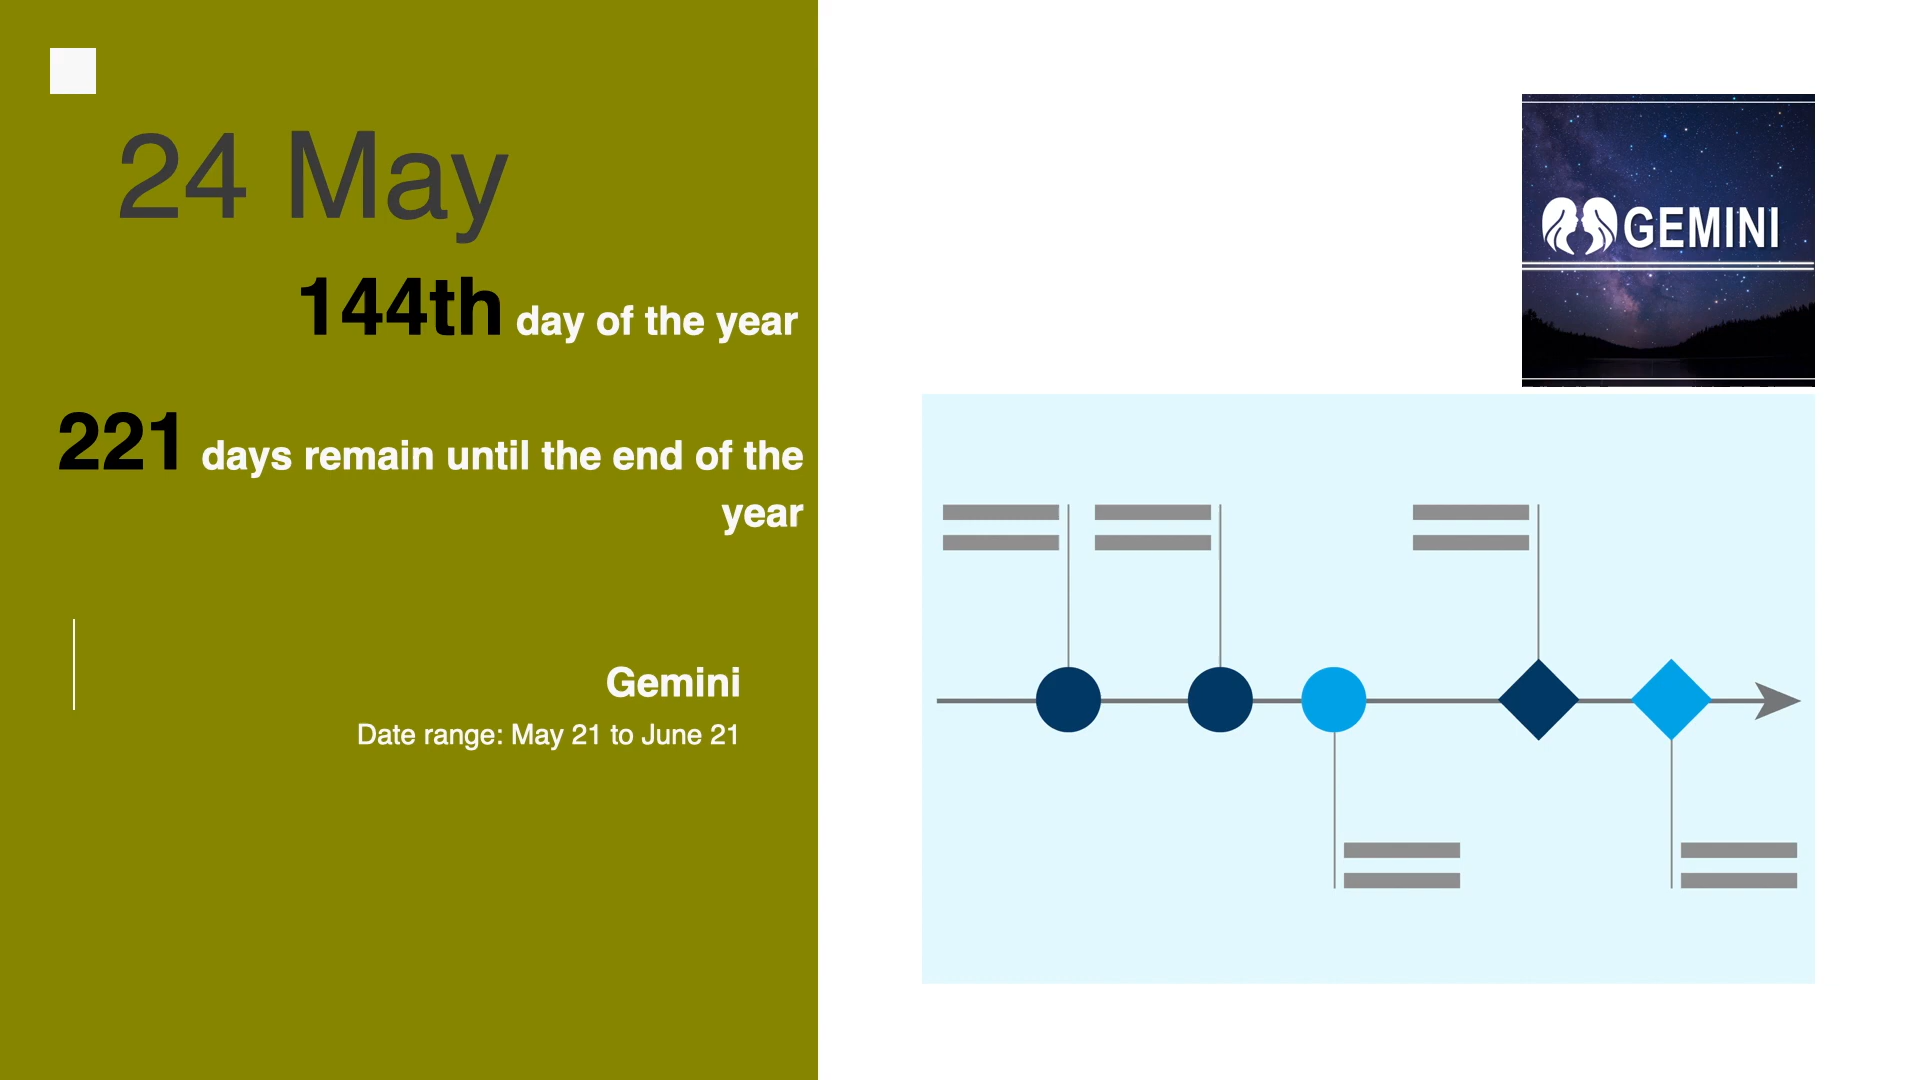 24 May
144th day of the year
221 days remain until the end of the
year
Gemini
Date range: May 21 to June 21
GEMINI